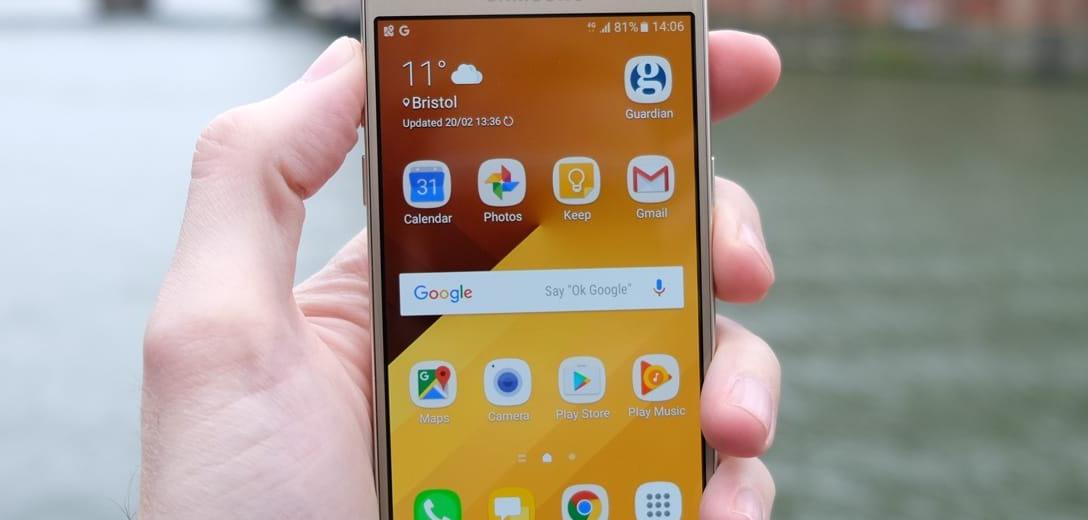 SAMSUNG
G 4G 81% 14:06
11°
Bristol
Updated 20/02 13:36
Guardian
31
Calendar Photos Keep Gmail
Google Say "Ok Google"
G
Maps Camera Play Store Play Music